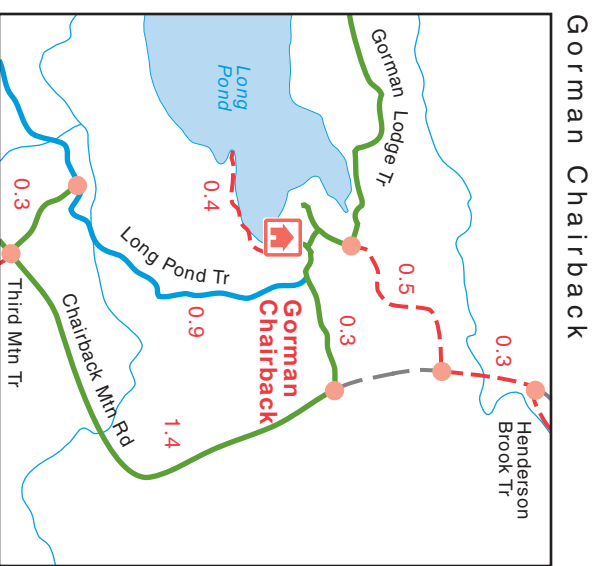 Gorman Chairback
Gorman Lodge Tr
Long
Pond
0.4
0.5
0.3
Henderson
Brook Tr
0.3
Gorman
Chairback
Long Pond Tr
0.9
0.3
Third Mtn Tr
Chairback Mtn Rd
1.4